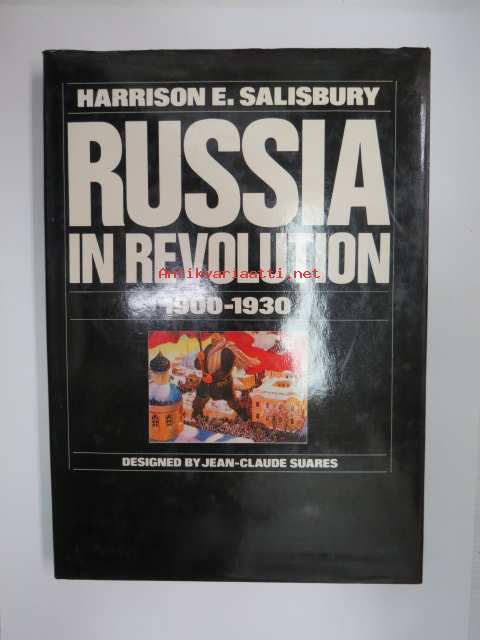 HARRISON E. SALISBURY
RUSSIA
IN REVOLUTION
Antikvariaatti.net
1900-1930
DESIGNED BY JEAN-CLAUDE SUARES